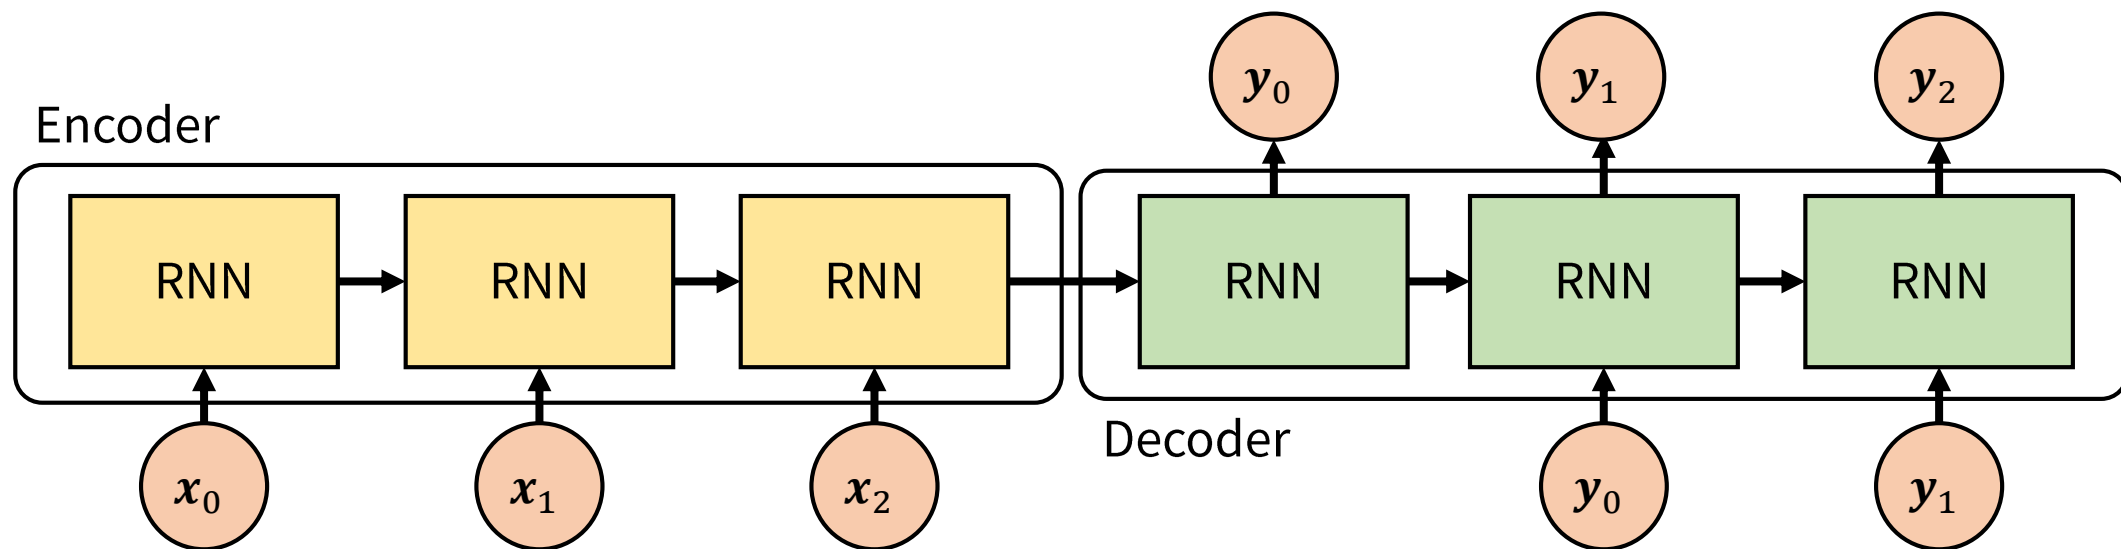 y₀ y₁ y₂
Encoder
RNN RNN RNN RNN RNN RNN
Decoder
x₀ x₁ x₂ y₀ y₁